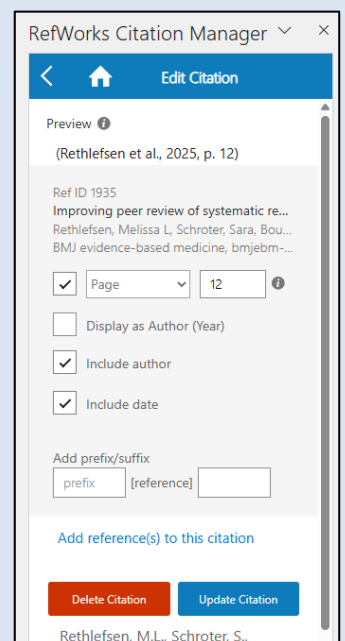 RefWorks Citation Manager
Edit Citation
Preview
(Rethlefsen et al., 2025, p. 12)
Ref ID 1935
Improving peer review of systematic re...
Rethlefsen, Melissa L, Schroter, Sara, Bou...
BMJ evidence-based medicine, bmjebm-...
Page 12
Display as Author (Year)
Include author
Include date
Add prefix/suffix
prefix [reference]
Add reference(s) to this citation
Delete Citation Update Citation
Rethlefsen, M.L., Schroter, S.,